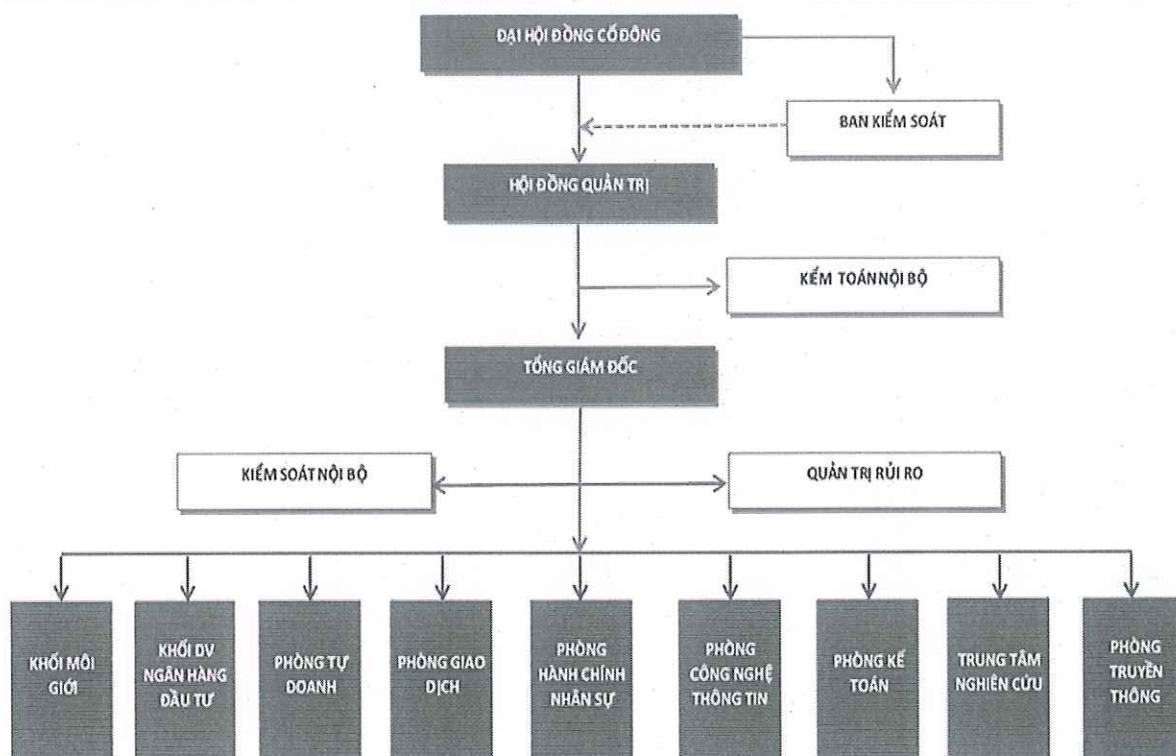 ĐẠI HỘI ĐỒNG CỔ ĐÔNG
BAN KIỂM SOÁT
HỘI ĐỒNG QUẢN TRỊ
KỂM TOÁN NỘI BỘ
TỔNG GIÁM ĐỐC
KIỂM SOÁT NỘI BỘ
QUẢN TRỊ RỦI RO
KHỐI MÔI
GIỚI
KHỐI DV
NGÂN HÀNG
ĐẦU TƯ
PHÒNG TỰ
DOANH
PHÒNG GIAO
DỊCH
PHÒNG
HÀNH CHÍNH
NHÂN SỰ
PHÒNG
CÔNG NGHỆ
THÔNG TIN
PHÒNG KẾ
TOÁN
TRUNG TÂM
NGHIÊN CỨU
PHÒNG
TRUYỀN
THÔNG